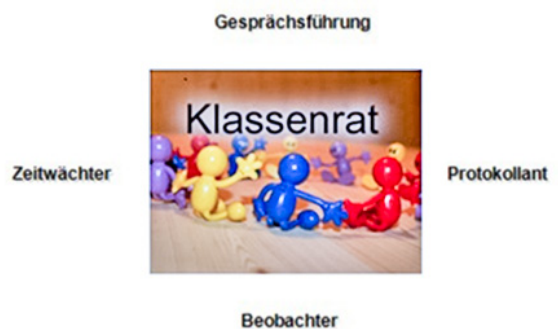 Gesprächsführung
Klassenrat
Zeitwächter
Protokollant
Beobachter